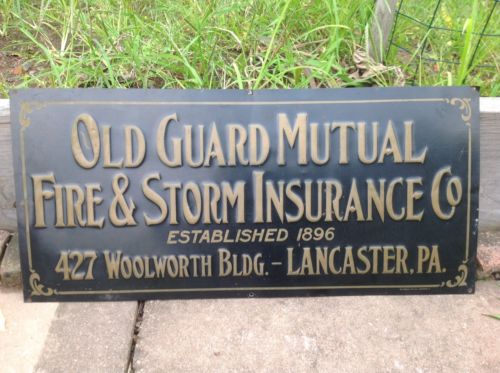 OLD GUARD MUTUAL
FIRE & STORM INSURANCE CO
ESTABLISHED 1896
427 WOOLWORTH BLDG. - LANCASTER, PA.